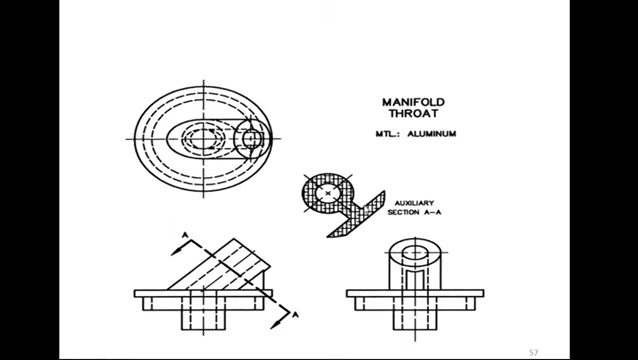 MANIFOLD
THROAT
MTL.: ALUMINUM
AUXILIARY
SECTION A-A
A
A
57